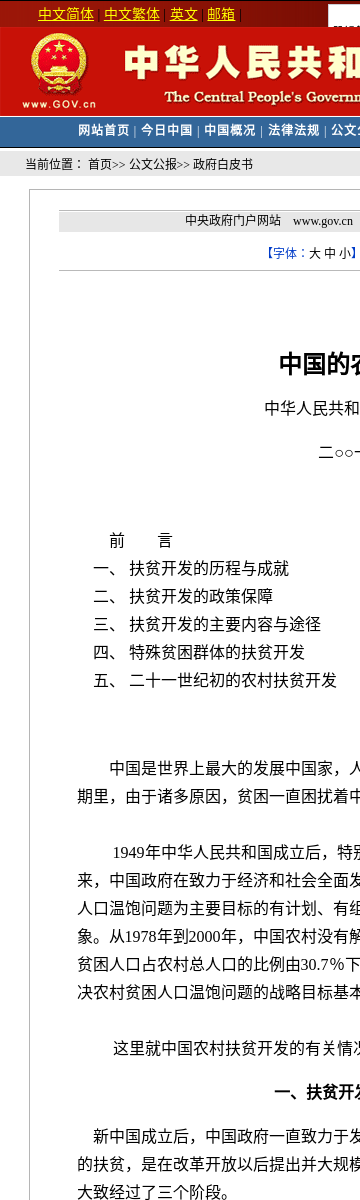 中文简体 | 中文繁体 | 英文 | 邮箱 |
中华人民共和
The Central People's Governm
www.GOV.cn
网站首页 | 今日中国 | 中国概况 | 法律法规 | 公文公
当前位置： 首页>> 公文公报>> 政府白皮书
中央政府门户网站 www.gov.cn
【字体：大 中 小】
中国的农
中华人民共和
二○○一
前 言
一、 扶贫开发的历程与成就
二、 扶贫开发的政策保障
三、 扶贫开发的主要内容与途径
四、 特殊贫困群体的扶贫开发
五、 二十一世纪初的农村扶贫开发
中国是世界上最大的发展中国家，人
期里，由于诸多原因，贫困一直困扰着中
1949年中华人民共和国成立后，特别
来，中国政府在致力于经济和社会全面发
人口温饱问题为主要目标的有计划、有组
象。从1978年到2000年，中国农村没有解
贫困人口占农村总人口的比例由30.7％下
决农村贫困人口温饱问题的战略目标基本
这里就中国农村扶贫开发的有关情况
一、扶贫开发
新中国成立后，中国政府一直致力于发
的扶贫，是在改革开放以后提出并大规模
大致经过了三个阶段。